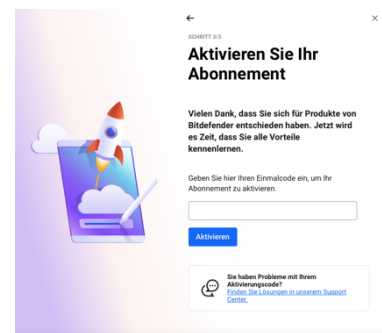 SCHRITT 3/3
Aktivieren Sie Ihr
Abonnement
Vielen Dank, dass Sie sich für Produkte von
Bitdefender entschieden haben. Jetzt wird
es Zeit, dass Sie alle Vorteile
kennenlernen.
Geben Sie hier Ihren Einmalcode ein, um Ihr
Abonnement zu aktivieren.
Aktivieren
Sie haben Probleme mit Ihrem
Aktivierungscode?
Finden Sie Lösungen in unserem Support
Center.